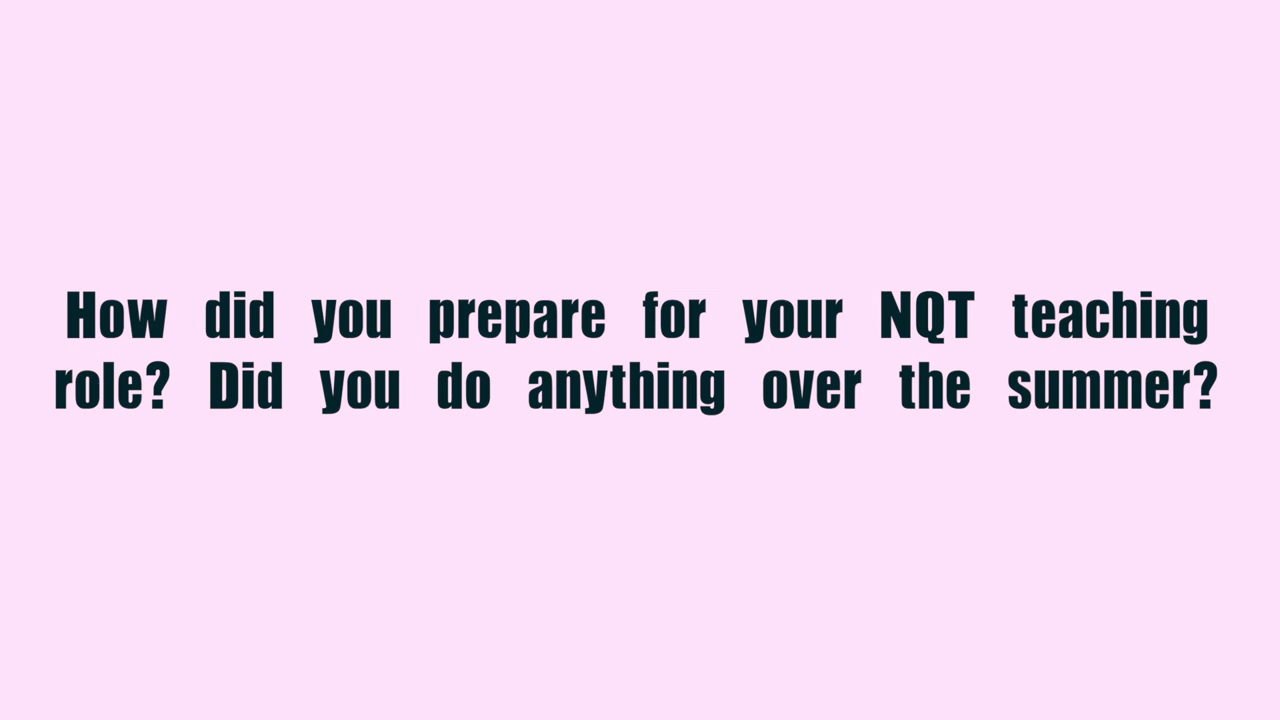 How did you prepare for your NQT teaching
role? Did you do anything over the summer?